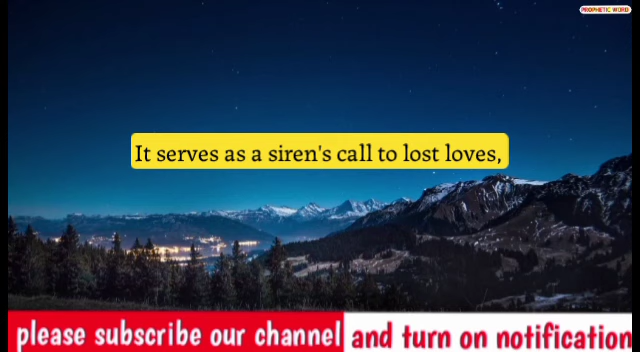 PROPHETIC WORD
It serves as a siren's call to lost loves,
please subscribe our channel and turn on notification